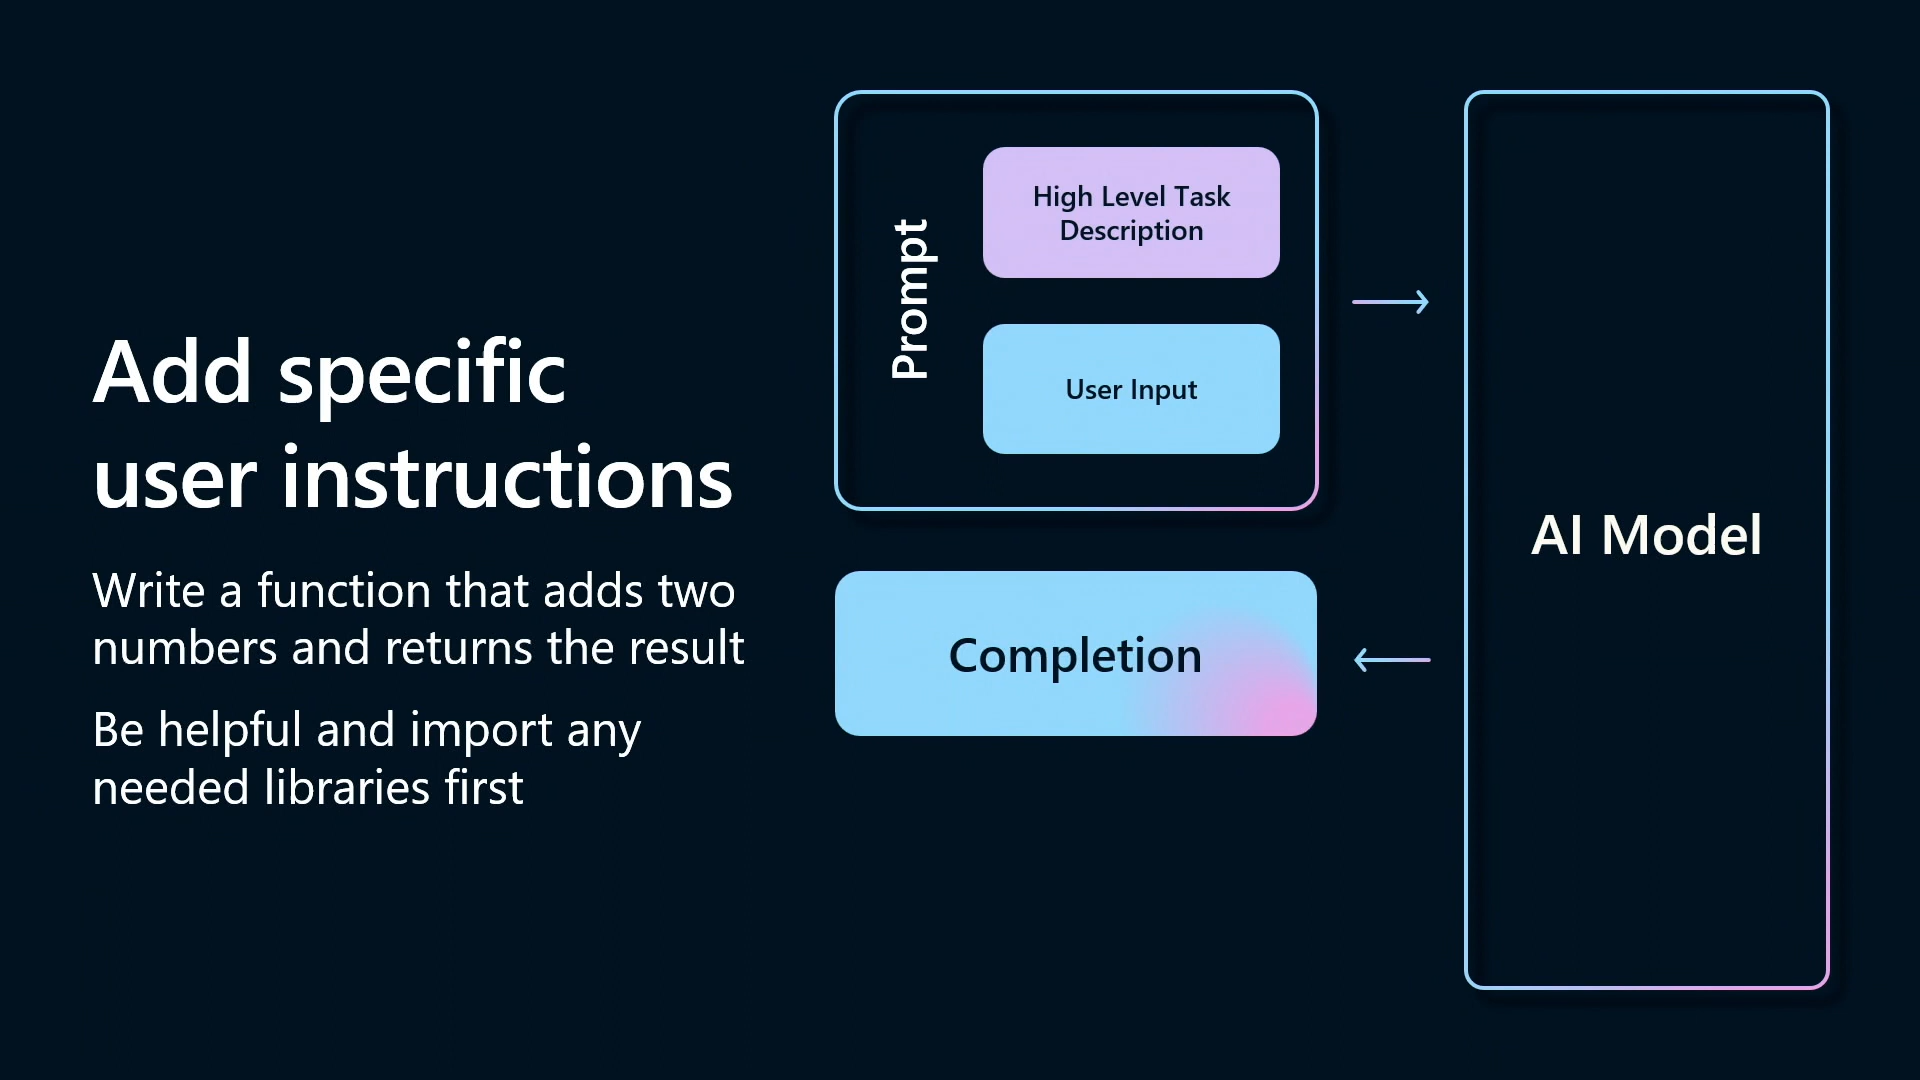 Add specific
user instructions
Write a function that adds two
numbers and returns the result
Be helpful and import any
needed libraries first
Prompt
High Level Task
Description
User Input
Completion
AI Model